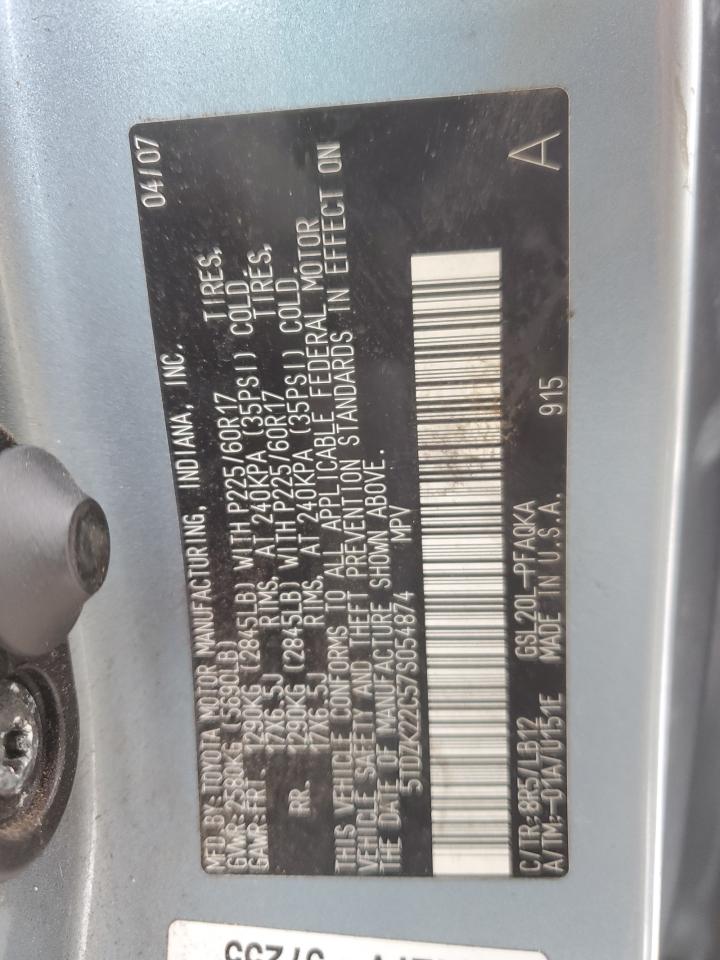 MFD.BY:TOYOTA MOTOR MANUFACTURING, INDIANA, INC. 04/07
GVWR:2580KG (5690LB)
GAWR:FR - 1290KG (2845LB) WITH P225/60R17 TIRES,
17X6.5J RIMS, AT 240KPA (35PSI) COLD.
RR. 1290KG (2845LB) WITH P225/60R17 TIRES,
17X6.5J RIMS, AT 240KPA (35PSI) COLD.
THIS VEHICLE CONFORMS TO ALL APPLICABLE FEDERAL MOTOR
VEHICLE SAFETY AND THEFT PREVENTION STANDARDS IN EFFECT ON
THE DATE OF MANUFACTURE SHOWN ABOVE.
5TDZK22C57S054874 MPV
C/TR:8R5/LB12 GSL20L-PFAQKA 915 A
A/TM:-01A/U151E MADE IN U.S.A.